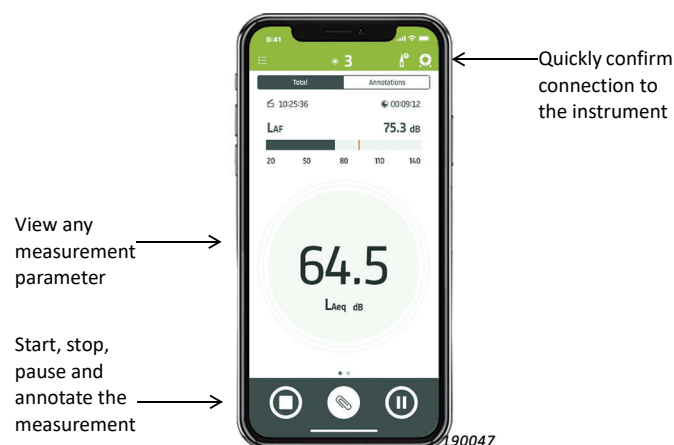 9:41
3
Total Annotations
10:25:36 00:09:12
LAF 75.3 dB
20 50 80 110 140
64.5
LAeq dB
Quickly confirm
connection to
the instrument
View any
measurement
parameter
Start, stop,
pause and
annotate the
measurement
190047